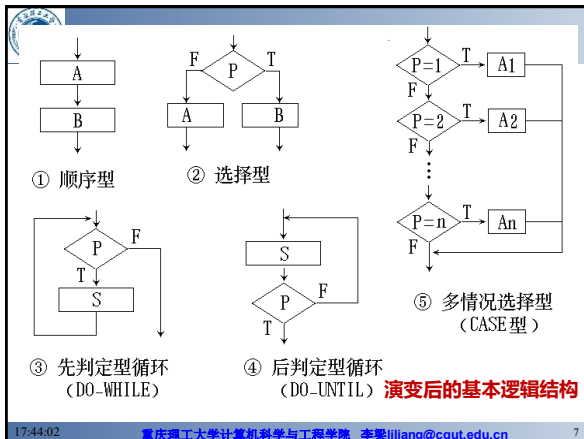 A
B
① 顺序型
F
T
P
A
B
② 选择型
P=1
T
A1
F
P=2
T
A2
F
P=n
T
An
F
⑤ 多情况选择型
（CASE型）
P
F
T
S
③ 先判定型循环
（DO-WHILE）
S
P
F
T
④ 后判定型循环
（DO-UNTIL）
演变后的基本逻辑结构
17:44:02
重庆理工大学计算机科学与工程学院 李梁liliang@cqut.edu.cn
7